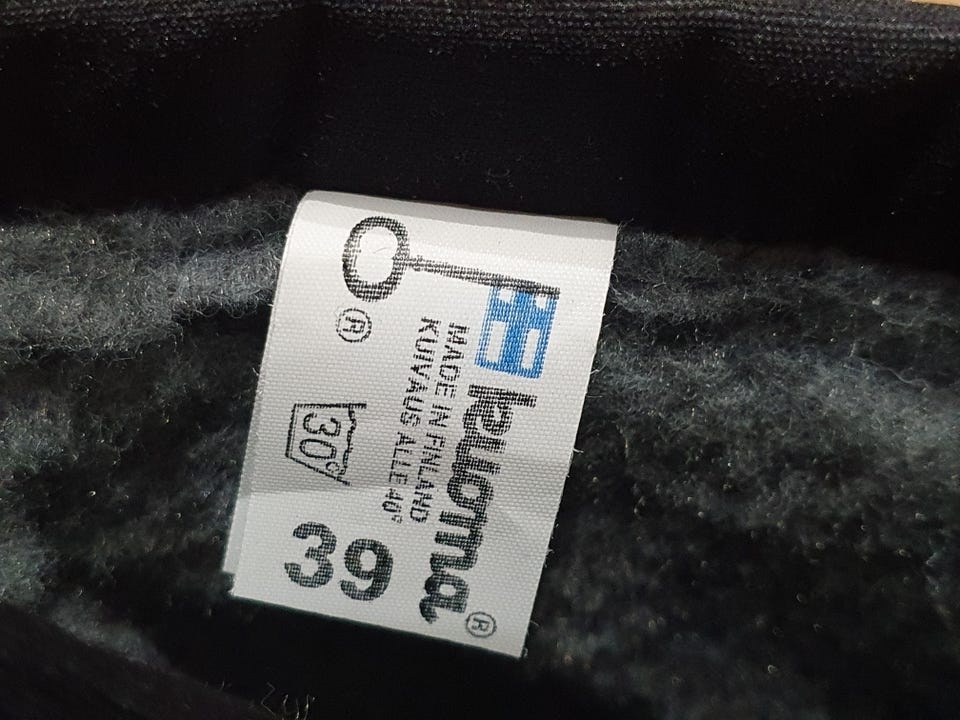 kuoma®
MADE IN FINLAND
KUIVAUS ALLE 40°
®
30°
39